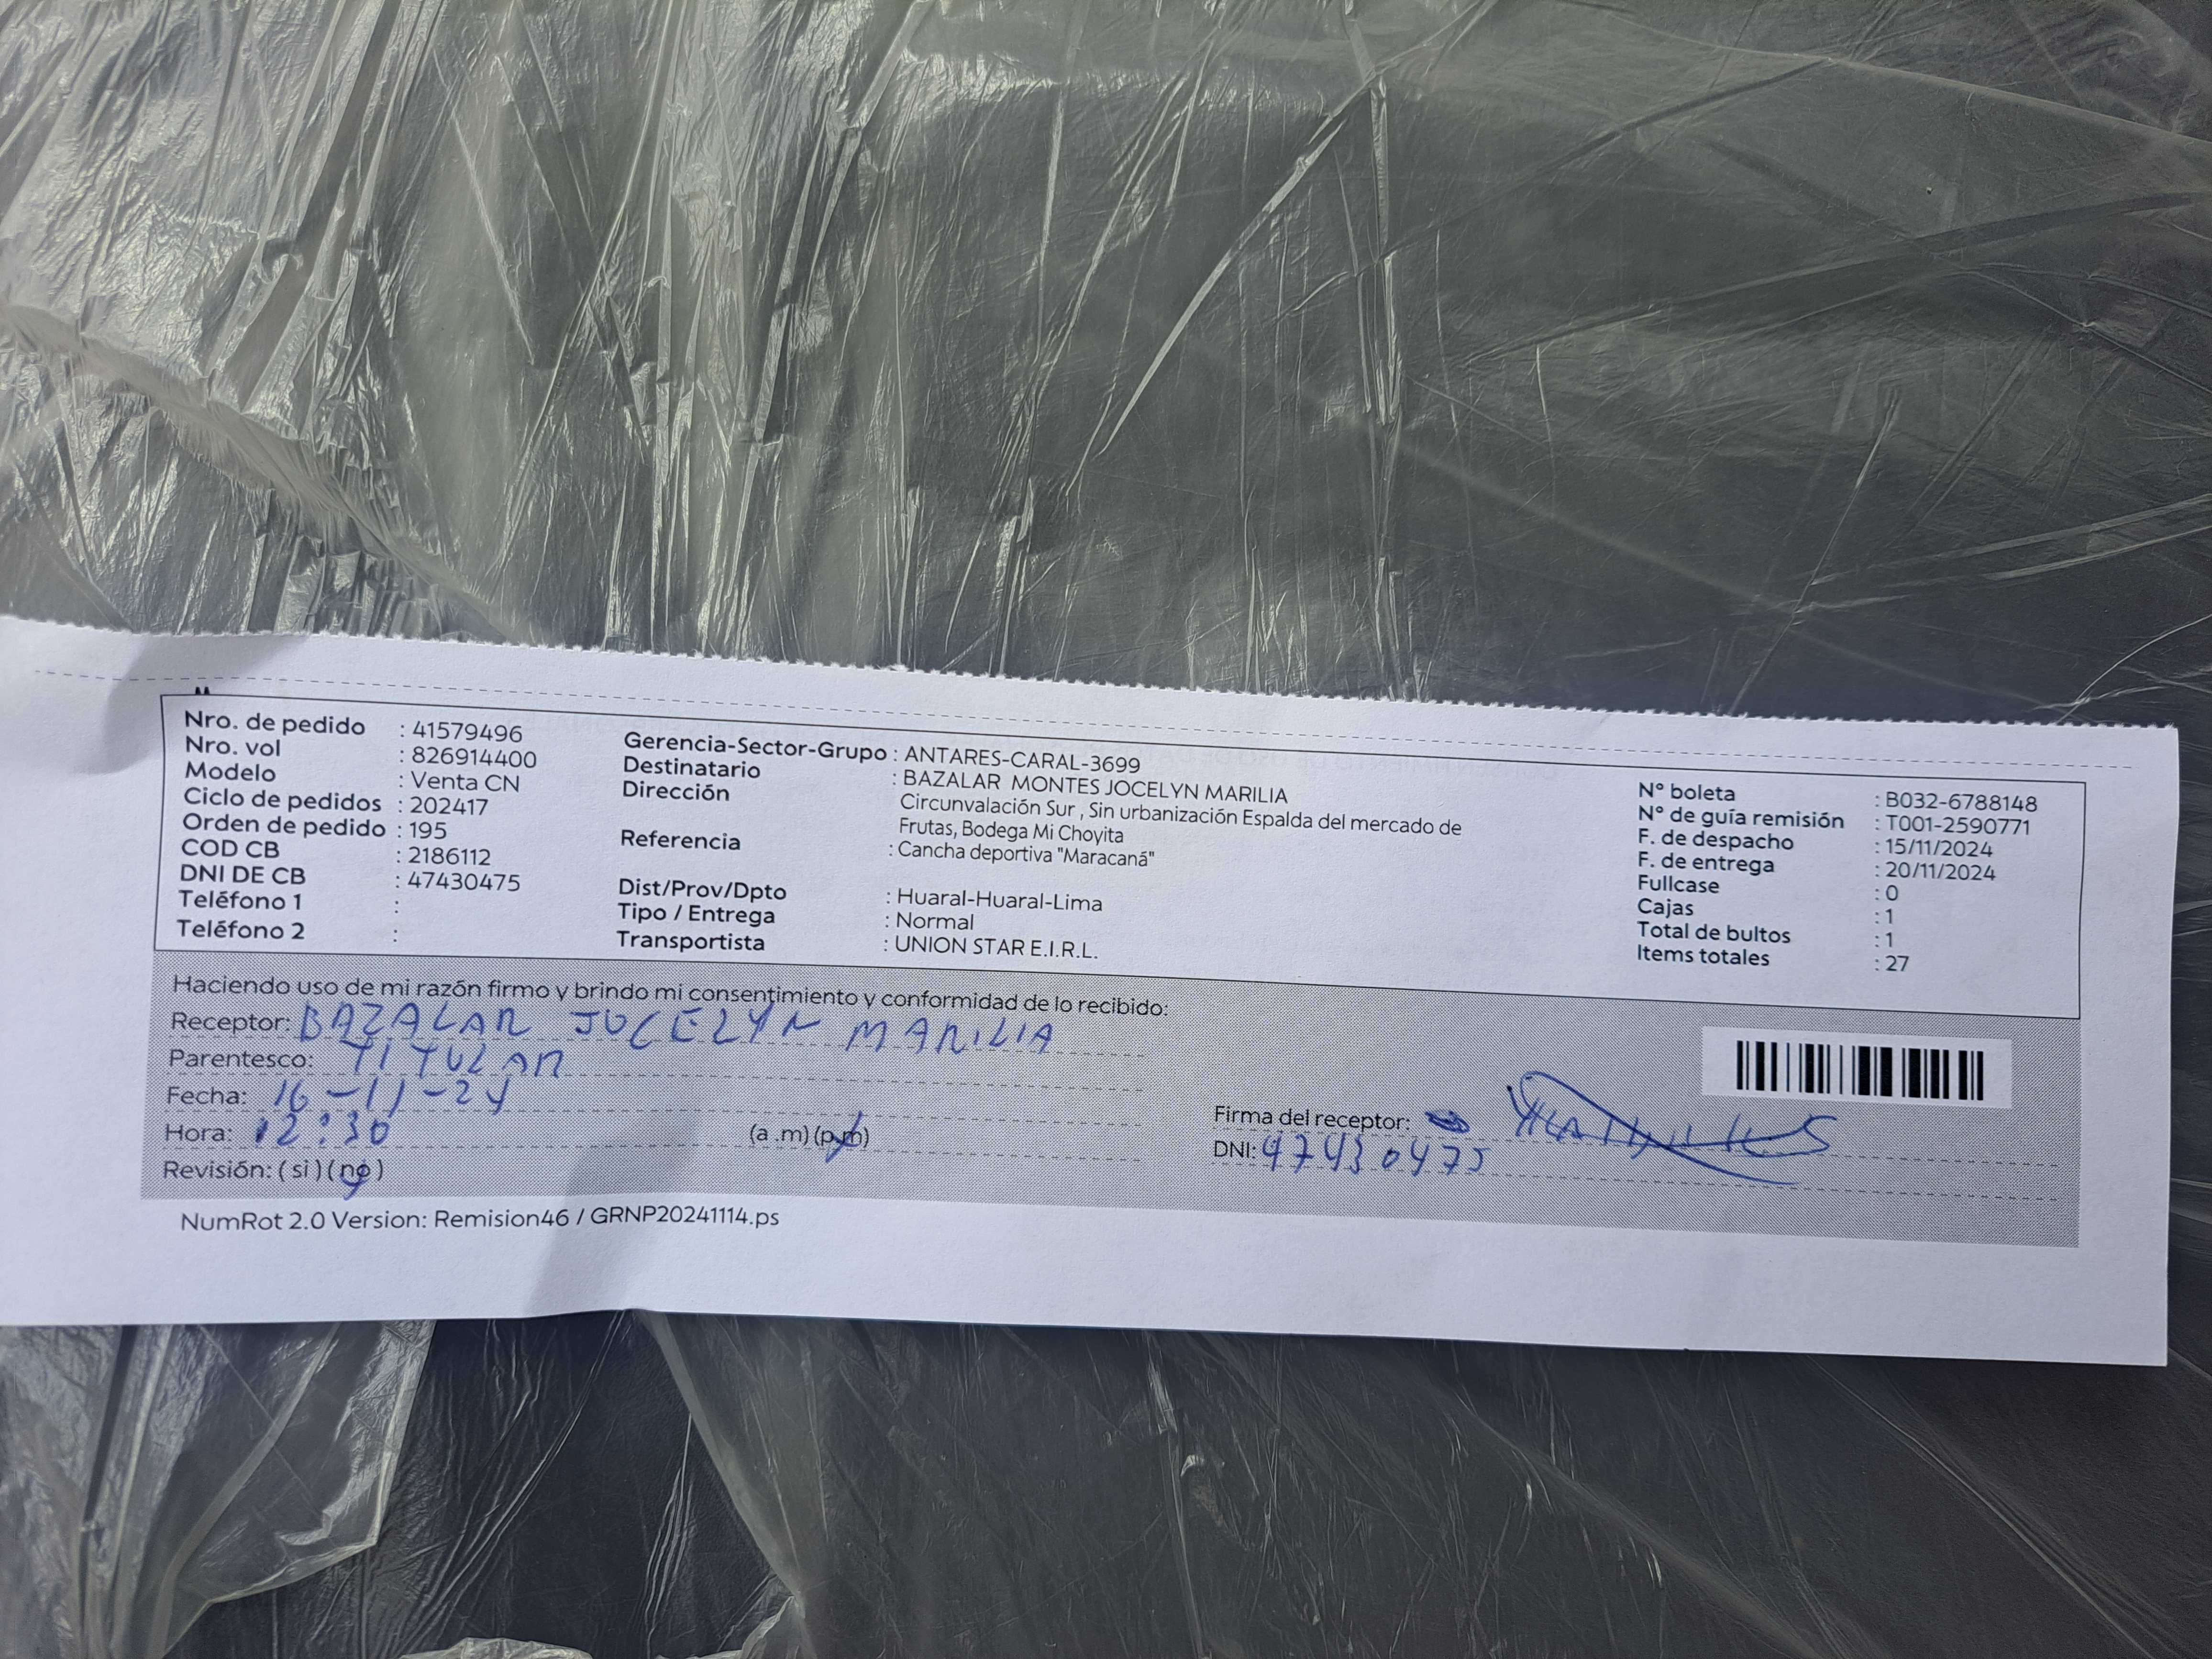 Nro. de pedido : 41579496
Nro. vol : 826914400
Modelo : Venta CN
Ciclo de pedidos : 202417
Orden de pedido : 195
COD CB : 2186112
DNI DE CB : 47430475
Teléfono 1 :
Teléfono 2 :
Gerencia-Sector-Grupo : ANTARES-CARAL-3699
Destinatario : BAZALAR MONTES JOCELYN MARILIA
Dirección Circunvalación Sur , Sin urbanización Espalda del mercado de
Frutas, Bodega Mi Choyita
Referencia : Cancha deportiva "Maracaná"
Dist/Prov/Dpto : Huaral-Huaral-Lima
Tipo / Entrega : Normal
Transportista : UNION STAR E.I.R.L.
N° boleta : B032-6788148
N° de guía remisión : T001-2590771
F. de despacho : 15/11/2024
F. de entrega : 20/11/2024
Fullcase : 0
Cajas : 1
Total de bultos : 1
Items totales : 27
Haciendo uso de mi razón firmo y brindo mi consentimiento y conformidad de lo recibido:
Receptor: BAZALAR JOCELYN MARILIA
Parentesco: TITULAR
Fecha: 16-11-24
Hora: 12:30 (a .m) (p.m)
Revisión: ( si ) ( no )
Firma del receptor:
DNI: 47430475
NumRot 2.0 Version: Remision46 / GRNP20241114.ps